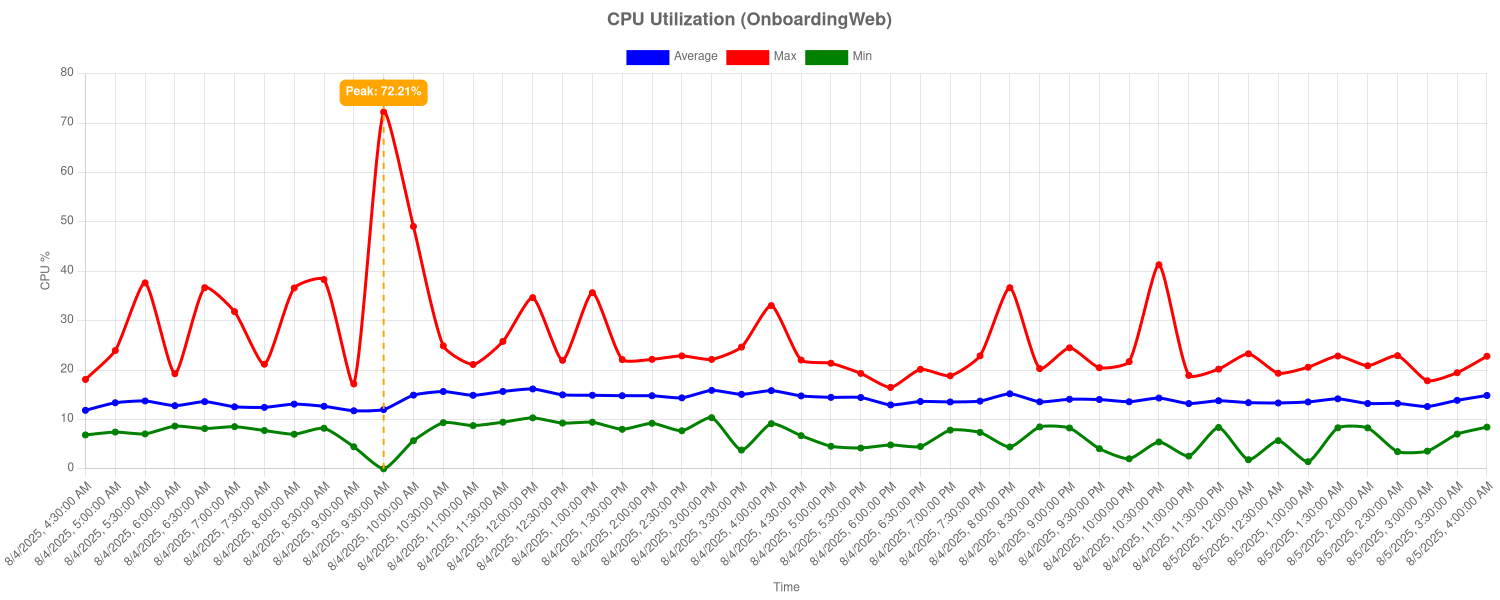 CPU Utilization (OnboardingWeb)
Average Max Min
Peak: 72.21%
80
70
60
50
40
30
20
10
0
CPU %
8/4/2025, 4:30:00 AM
8/4/2025, 5:00:00 AM
8/4/2025, 5:30:00 AM
8/4/2025, 6:00:00 AM
8/4/2025, 6:30:00 AM
8/4/2025, 7:00:00 AM
8/4/2025, 7:30:00 AM
8/4/2025, 8:00:00 AM
8/4/2025, 8:30:00 AM
8/4/2025, 9:00:00 AM
8/4/2025, 9:30:00 AM
8/4/2025, 10:00:00 AM
8/4/2025, 10:30:00 AM
8/4/2025, 11:00:00 AM
8/4/2025, 11:30:00 AM
8/4/2025, 12:00:00 PM
8/4/2025, 12:30:00 PM
8/4/2025, 1:00:00 PM
8/4/2025, 1:30:00 PM
8/4/2025, 2:00:00 PM
8/4/2025, 2:30:00 PM
8/4/2025, 3:00:00 PM
8/4/2025, 3:30:00 PM
8/4/2025, 4:00:00 PM
8/4/2025, 4:30:00 PM
8/4/2025, 5:00:00 PM
8/4/2025, 5:30:00 PM
8/4/2025, 6:00:00 PM
8/4/2025, 6:30:00 PM
8/4/2025, 7:00:00 PM
8/4/2025, 7:30:00 PM
8/4/2025, 8:00:00 PM
8/4/2025, 8:30:00 PM
8/4/2025, 9:00:00 PM
8/4/2025, 9:30:00 PM
8/4/2025, 10:00:00 PM
8/4/2025, 10:30:00 PM
8/4/2025, 11:00:00 PM
8/4/2025, 11:30:00 PM
8/5/2025, 12:00:00 AM
8/5/2025, 12:30:00 AM
8/5/2025, 1:00:00 AM
8/5/2025, 1:30:00 AM
8/5/2025, 2:00:00 AM
8/5/2025, 2:30:00 AM
8/5/2025, 3:00:00 AM
8/5/2025, 3:30:00 AM
8/5/2025, 4:00:00 AM
Time